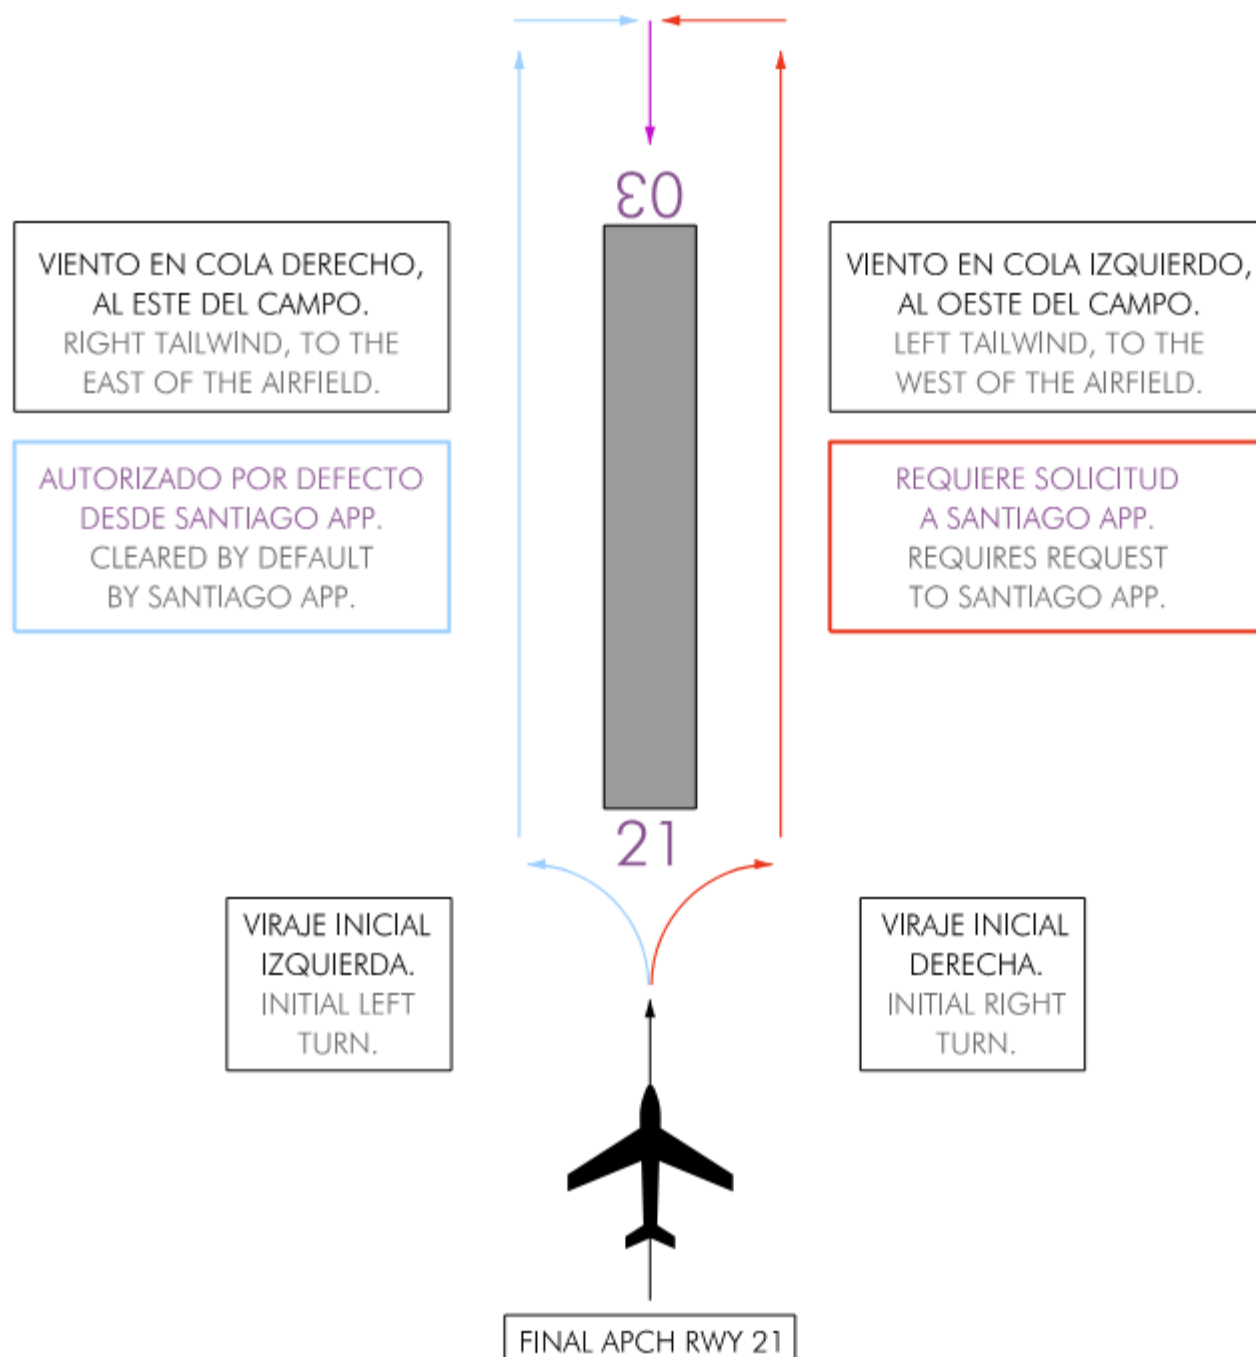 03
VIENTO EN COLA DERECHO,
AL ESTE DEL CAMPO.
RIGHT TAILWIND, TO THE
EAST OF THE AIRFIELD.
VIENTO EN COLA IZQUIERDO,
AL OESTE DEL CAMPO.
LEFT TAILWIND, TO THE
WEST OF THE AIRFIELD.
AUTORIZADO POR DEFECTO
DESDE SANTIAGO APP.
CLEARED BY DEFAULT
BY SANTIAGO APP.
REQUIERE SOLICITUD
A SANTIAGO APP.
REQUIRES REQUEST
TO SANTIAGO APP.
21
VIRAJE INICIAL
IZQUIERDA.
INITIAL LEFT
TURN.
VIRAJE INICIAL
DERECHA.
INITIAL RIGHT
TURN.
FINAL APCH RWY 21